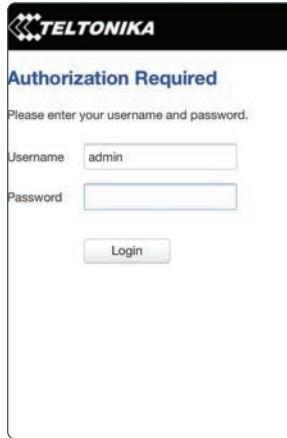 TELTONIKA
Authorization Required
Please enter your username and password.
Username admin
Password
Login